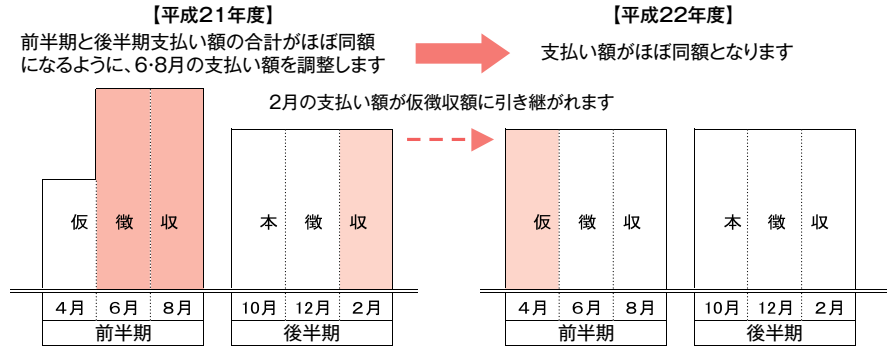 【平成21年度】
前半期と後半期支払い額の合計がほぼ同額
になるように、6・8月の支払い額を調整します
【平成22年度】
支払い額がほぼ同額となります
2月の支払い額が仮徴収額に引き継がれます
仮 徴 収
本 徴 収
仮 徴 収
本 徴 収
4月 6月 8月
10月 12月 2月
4月 6月 8月
10月 12月 2月
前半期
後半期
前半期
後半期